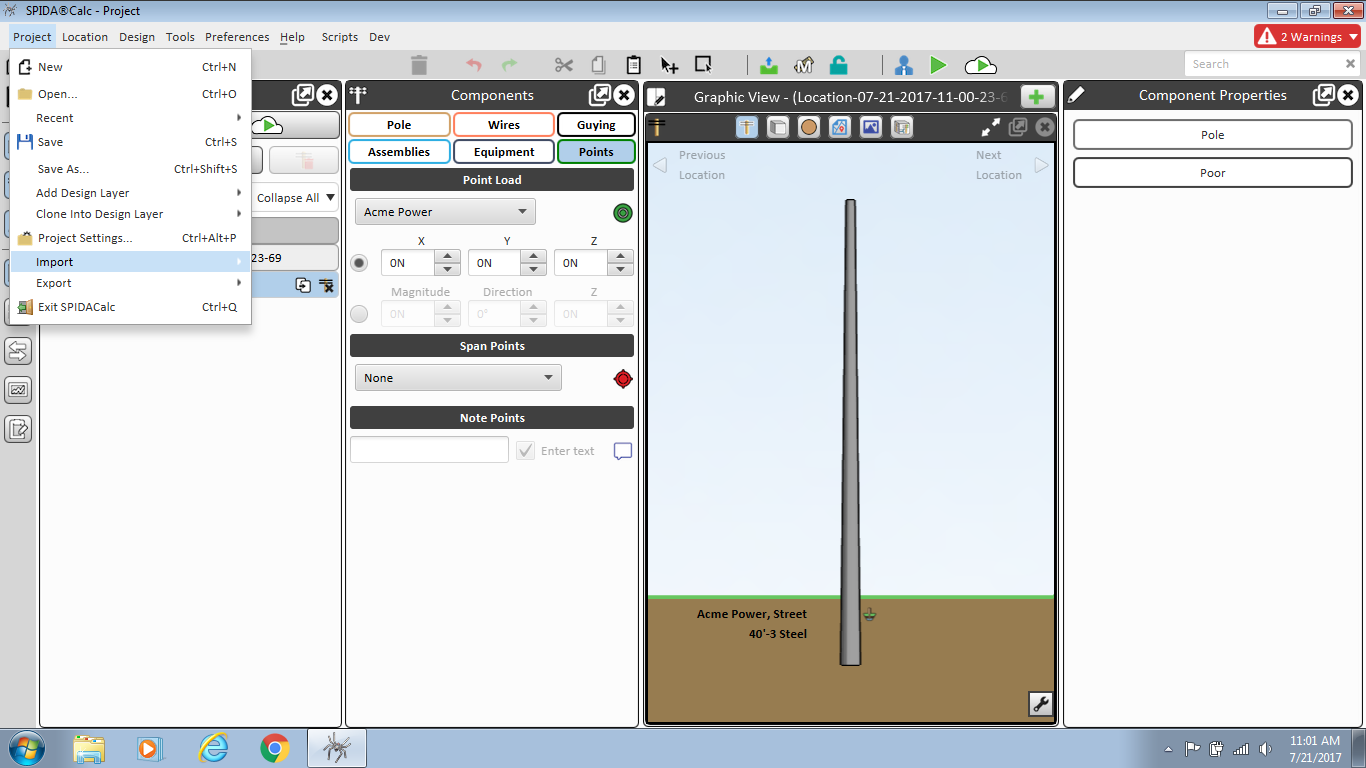 SPIDA®Calc - Project
Project Location Design Tools Preferences Help Scripts Dev
2 Warnings
Search
New Ctrl+N
Open... Ctrl+O
Recent
Save Ctrl+S
Save As... Ctrl+Shift+S
Add Design Layer
Clone Into Design Layer
Project Settings... Ctrl+Alt+P
Import
Export
Exit SPIDACalc Ctrl+Q
Collapse All
23-69
Components
Pole Wires Guying
Assemblies Equipment Points
Point Load
Acme Power
X Y Z
0N 0N 0N
Magnitude Direction Z
0N 0° 0N
Span Points
None
Note Points
Enter text
Graphic View - (Location-07-21-2017-11-00-23-6
Previous
Location
Next
Location
Acme Power, Street
40'-3 Steel
Component Properties
Pole
Poor
11:01 AM
7/21/2017